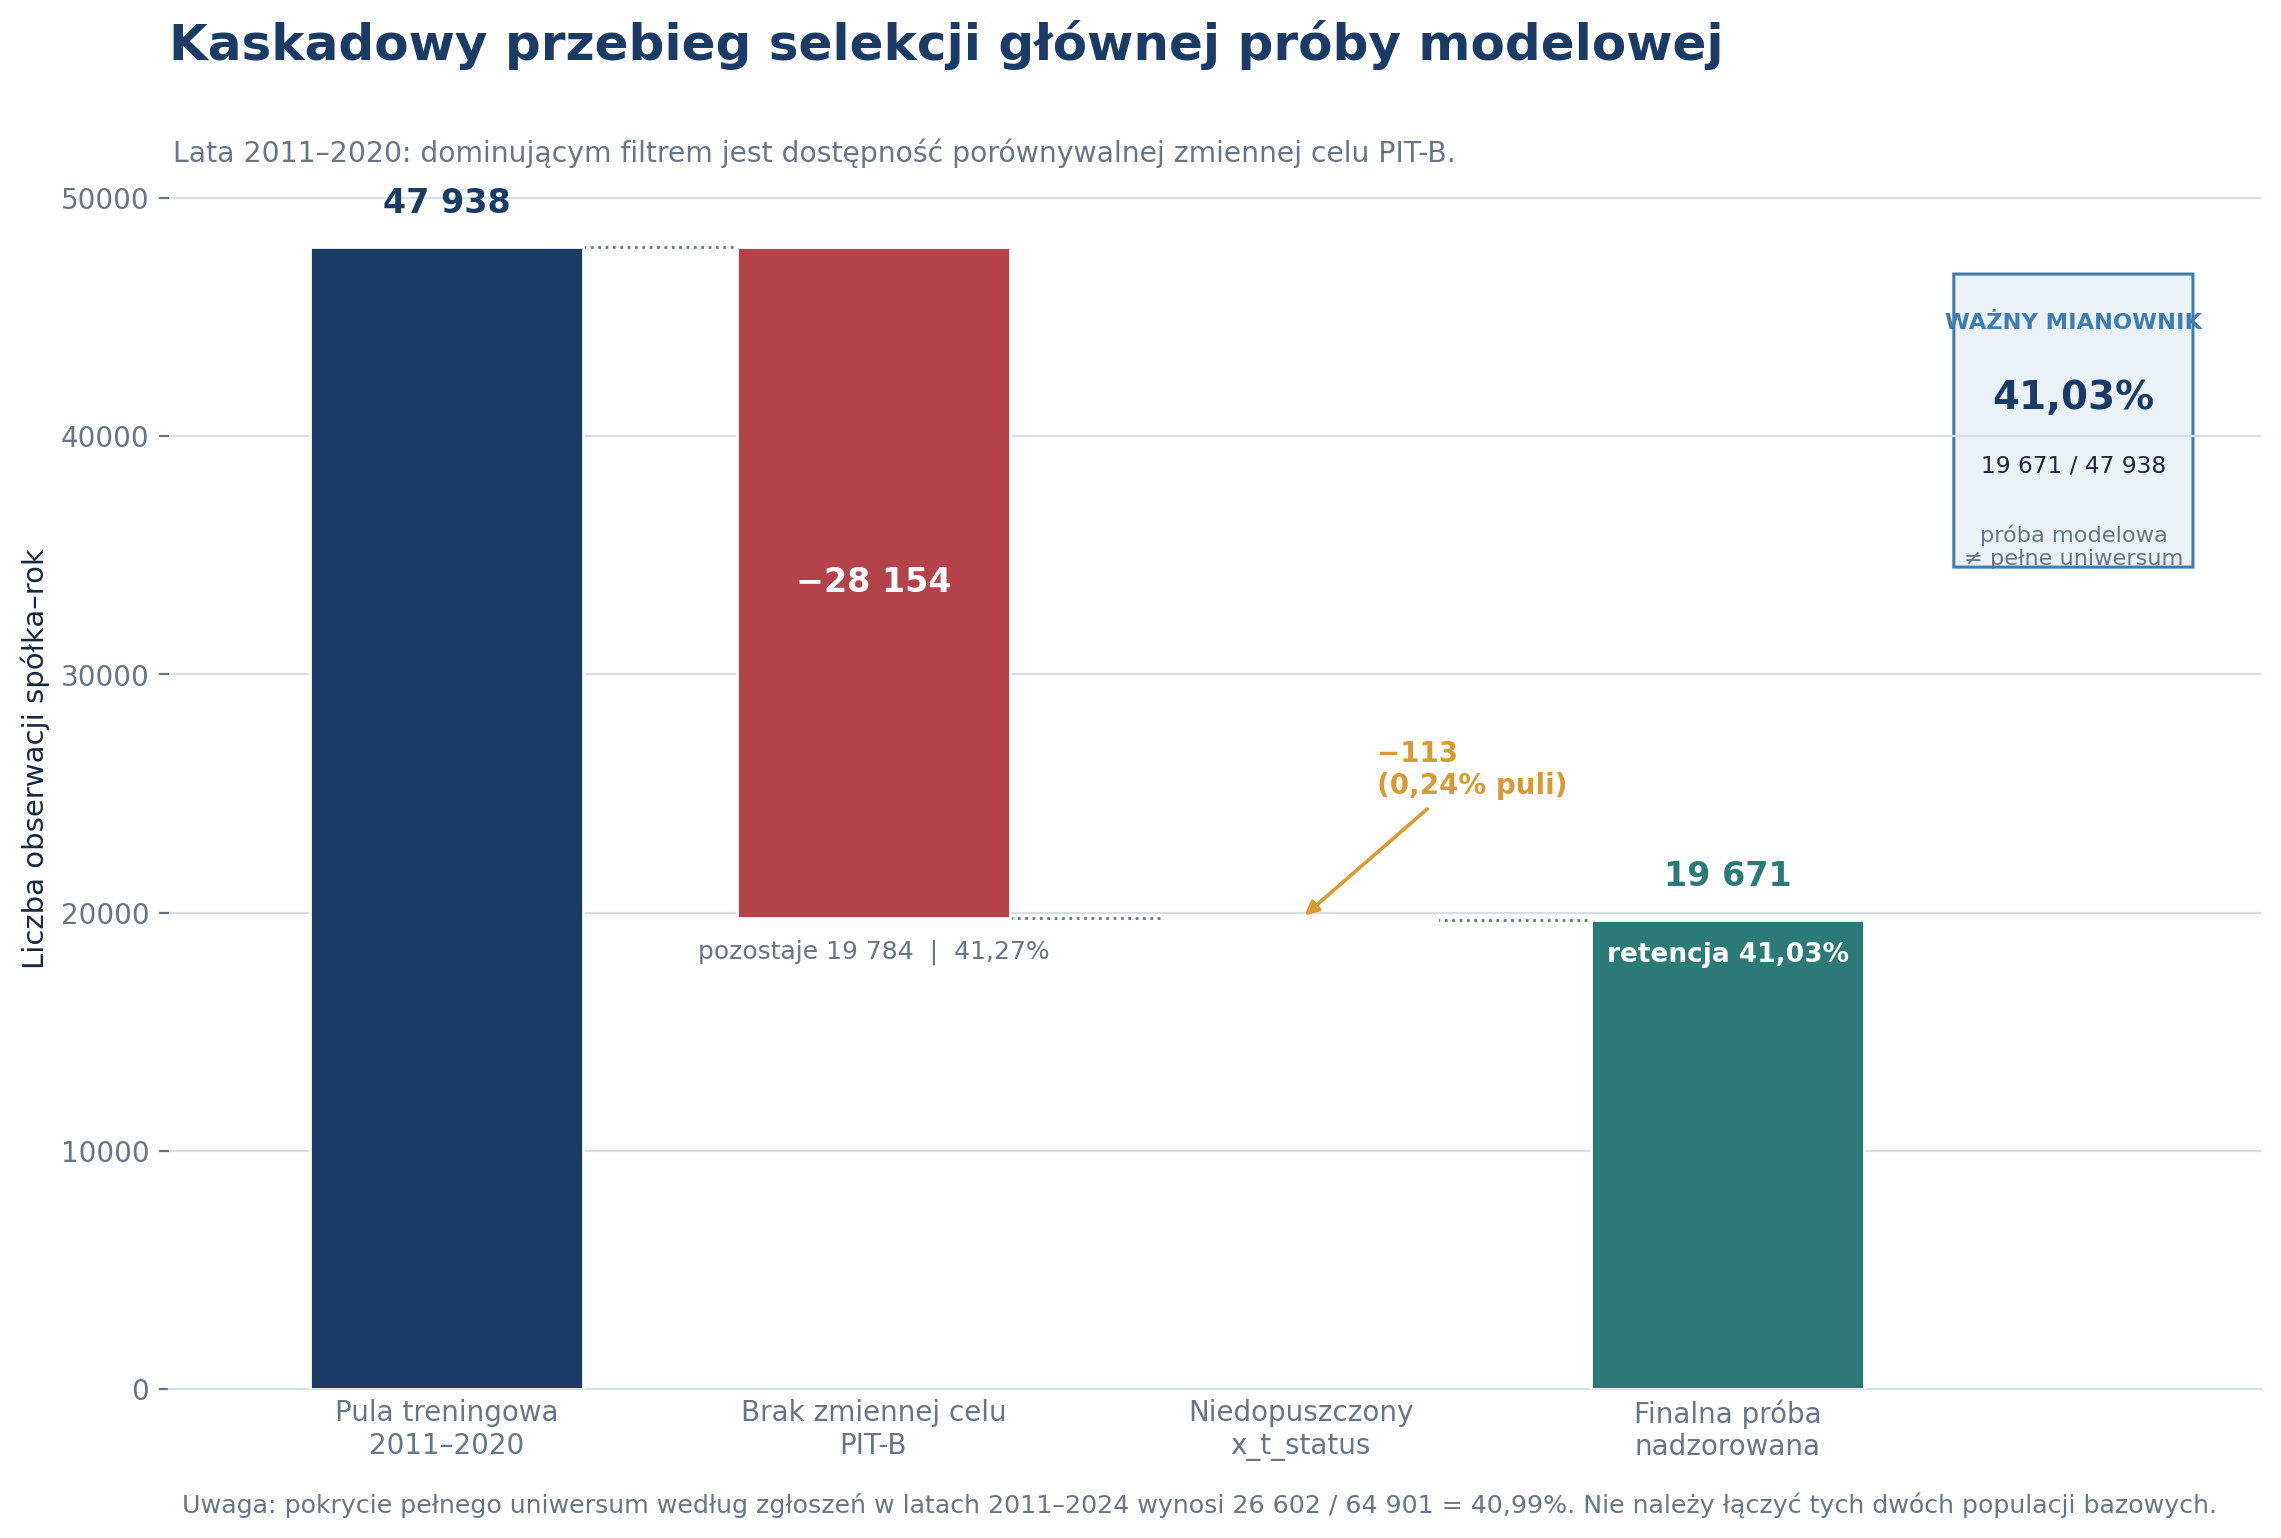 Kaskadowy przebieg selekcji głównej próby modelowej
Lata 2011–2020: dominującym filtrem jest dostępność porównywalnej zmiennej celu PIT-B.
Liczba obserwacji spółka–rok
50000
40000
30000
20000
10000
0
47 938
−28 154
pozostaje 19 784 | 41,27%
−113
(0,24% puli)
19 671
retencja 41,03%
WAŻNY MIANOWNIK
41,03%
19 671 / 47 938
próba modelowa
≠ pełne uniwersum
Pula treningowa
2011–2020
Brak zmiennej celu
PIT-B
Niedopuszczony
x_t_status
Finalna próba
nadzorowana
Uwaga: pokrycie pełnego uniwersum według zgłoszeń w latach 2011–2024 wynosi 26 602 / 64 901 = 40,99%. Nie należy łączyć tych dwóch populacji bazowych.